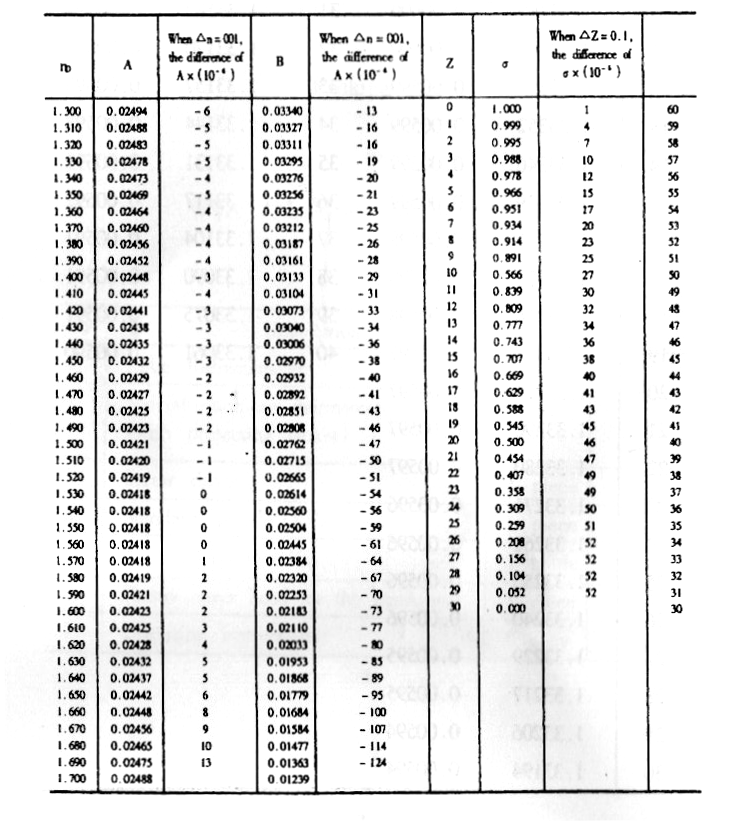 When △n = 001, When △n = 001, When △Z = 0.1,
the difference of the difference of the difference of
n_D A A × (10⁻⁶) B A × (10⁻⁶) Z σ σ × (10⁻⁴)
1.300 0.02494 - 6 0.03340 - 13 0 1.000 1 60
1.310 0.02488 - 5 0.03327 - 16 1 0.999 4 59
1.320 0.02483 - 5 0.03311 - 16 2 0.995 7 58
1.330 0.02478 - 5 0.03295 - 19 3 0.988 10 57
1.340 0.02473 - 4 0.03276 - 20 4 0.978 12 56
1.350 0.02469 - 5 0.03256 - 21 5 0.966 15 55
1.360 0.02464 - 4 0.03235 - 23 6 0.951 17 54
1.370 0.02460 - 4 0.03212 - 25 7 0.934 20 53
1.380 0.02456 - 4 0.03187 - 26 8 0.914 23 52
1.390 0.02452 - 4 0.03161 - 28 9 0.891 25 51
1.400 0.02448 - 3 0.03133 - 29 10 0.566 27 50
1.410 0.02445 - 4 0.03104 - 31 11 0.839 30 49
1.420 0.02441 - 3 0.03073 - 33 12 0.809 32 48
1.430 0.02438 - 3 0.03040 - 34 13 0.777 34 47
1.440 0.02435 - 3 0.03006 - 36 14 0.743 36 46
1.450 0.02432 - 3 0.02970 - 38 15 0.707 38 45
1.460 0.02429 - 2 0.02932 - 40 16 0.669 40 44
1.470 0.02427 - 2 0.02892 - 41 17 0.629 41 43
1.480 0.02425 - 2 0.02851 - 43 18 0.588 43 42
1.490 0.02423 - 2 0.02808 - 46 19 0.545 45 41
1.500 0.02421 - 1 0.02762 - 47 20 0.500 46 40
1.510 0.02420 - 1 0.02715 - 50 21 0.454 47 39
1.520 0.02419 - 1 0.02665 - 51 22 0.407 49 38
1.530 0.02418 0 0.02614 - 54 23 0.358 49 37
1.540 0.02418 0 0.02560 - 56 24 0.309 50 36
1.550 0.02418 0 0.02504 - 59 25 0.259 51 35
1.560 0.02418 0 0.02445 - 61 26 0.208 52 34
1.570 0.02418 1 0.02384 - 64 27 0.156 52 33
1.580 0.02419 2 0.02320 - 67 28 0.104 52 32
1.590 0.02421 2 0.02253 - 70 29 0.052 52 31
1.600 0.02423 2 0.02183 - 73 30 0.000 30
1.610 0.02425 3 0.02110 - 77
1.620 0.02428 4 0.02033 - 80
1.630 0.02432 5 0.01953 - 85
1.640 0.02437 5 0.01868 - 89
1.650 0.02442 6 0.01779 - 95
1.660 0.02448 8 0.01684 - 100
1.670 0.02456 9 0.01584 - 107
1.680 0.02465 10 0.01477 - 114
1.690 0.02475 13 0.01363 - 124
1.700 0.02488 0.01239